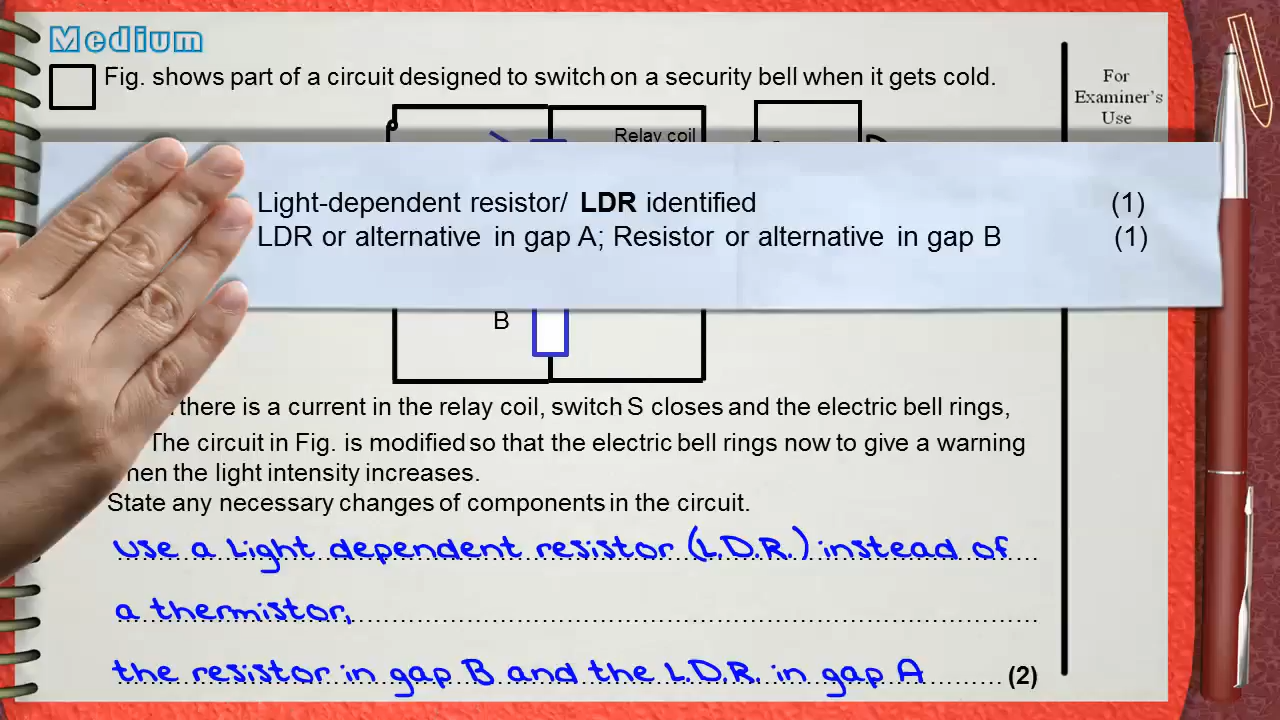 Medium
Fig. shows part of a circuit designed to switch on a security bell when it gets cold.
For
Examiner's
Use
Relay coil
Light-dependent resistor/ LDR identified (1)
LDR or alternative in gap A; Resistor or alternative in gap B (1)
B
there is a current in the relay coil, switch S closes and the electric bell rings,
The circuit in Fig. is modified so that the electric bell rings now to give a warning
the light intensity increases.
State any necessary changes of components in the circuit.
use a light dependent resistor (L.D.R.) instead of
a thermistor,
the resistor in gap B and the L.D.R. in gap A (2)